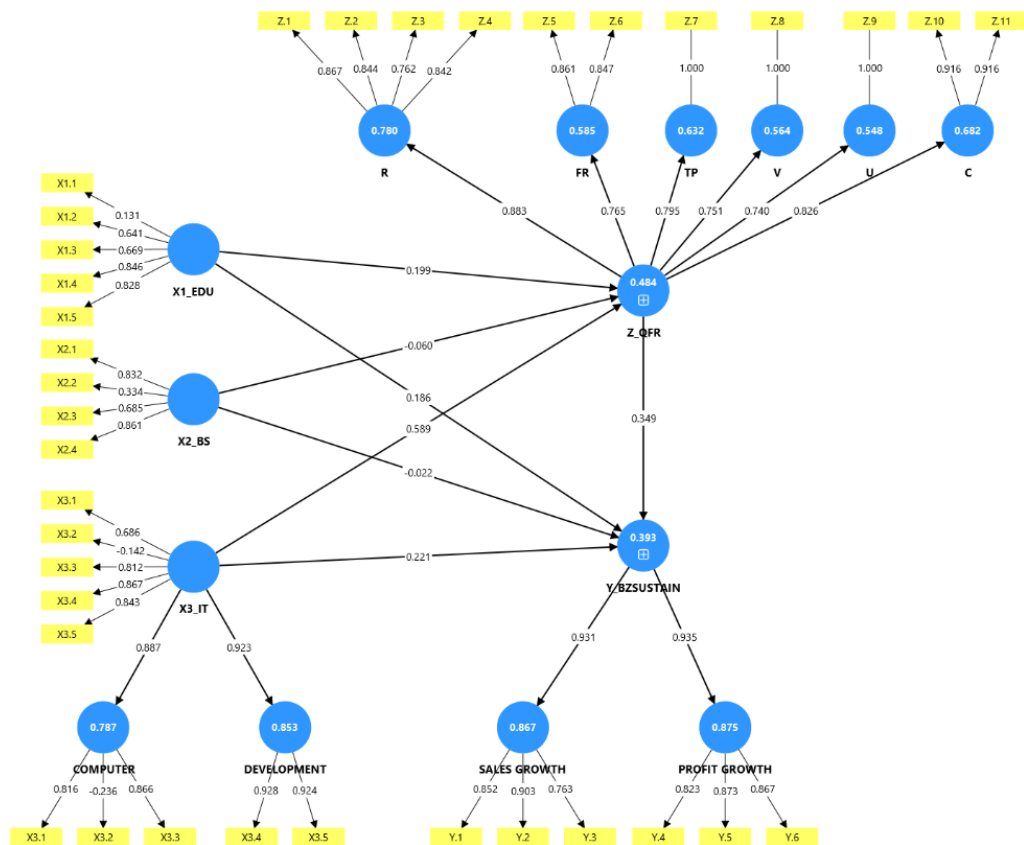 Z.1 Z.2 Z.3 Z.4 Z.5 Z.6 Z.7 Z.8 Z.9 Z.10 Z.11
0.867 0.844 0.762 0.842 0.861 0.847 1.000 1.000 1.000 0.916 0.916
0.780 0.585 0.632 0.564 0.548 0.682
R FR TP V U C
0.883 0.765 0.795 0.751 0.740 0.826
X1.1
X1.2
X1.3
X1.4
X1.5
0.131
0.641
0.669
0.846
0.828
X1_EDU
0.199
0.484
Z_QFR
X2.1
X2.2
X2.3
X2.4
0.832
0.334
0.685
0.861
X2_BS
-0.060
0.186
0.589
0.349
-0.022
X3.1
X3.2
X3.3
X3.4
X3.5
0.686
-0.142
0.812
0.867
0.843
X3_IT
0.221
0.393
Y_BZSUSTAIN
0.887 0.923 0.931 0.935
0.787 0.853 0.867 0.875
COMPUTER DEVELOPMENT SALES GROWTH PROFIT GROWTH
0.816 -0.236 0.866 0.928 0.924 0.852 0.903 0.763 0.823 0.873 0.867
X3.1 X3.2 X3.3 X3.4 X3.5 Y.1 Y.2 Y.3 Y.4 Y.5 Y.6